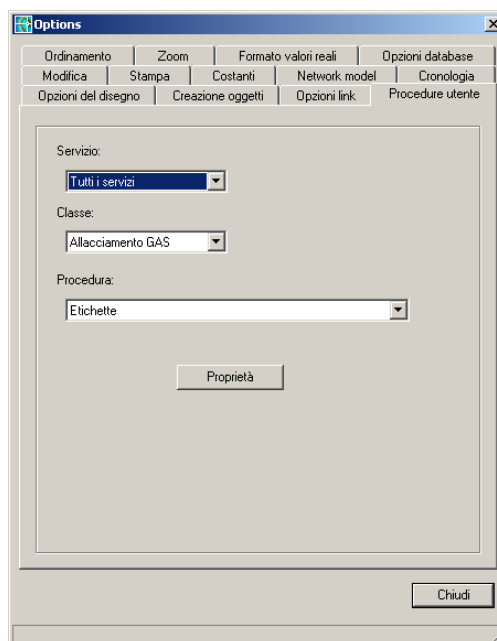 Options
Ordinamento Zoom Formato valori reali Opzioni database
Modifica Stampa Costanti Network model Cronologia
Opzioni del disegno Creazione oggetti Opzioni link Procedure utente
Servizio:
Tutti i servizi
Classe:
Allacciamento GAS
Procedura:
Etichette
Proprietà
Chiudi